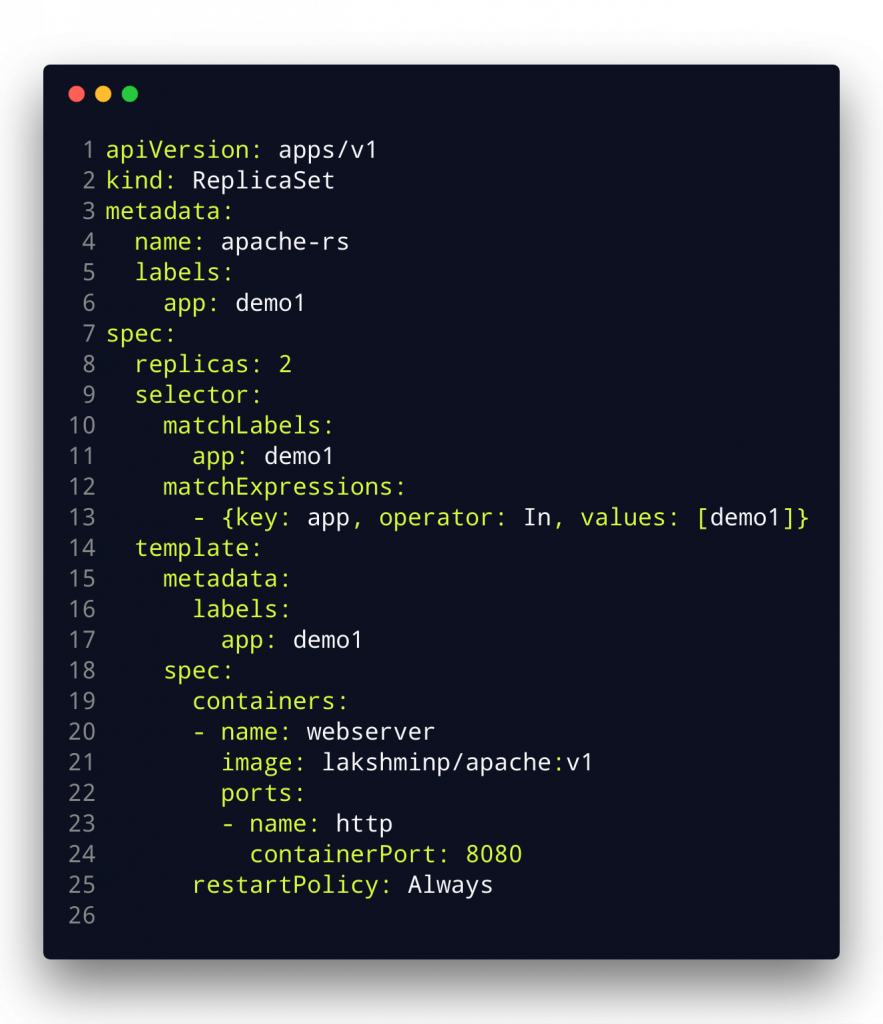 1 apiVersion: apps/v1
2 kind: ReplicaSet
3 metadata:
4   name: apache-rs
5   labels:
6     app: demo1
7 spec:
8   replicas: 2
9   selector:
10     matchLabels:
11       app: demo1
12     matchExpressions:
13       - {key: app, operator: In, values: [demo1]}
14   template:
15     metadata:
16       labels:
17         app: demo1
18     spec:
19       containers:
20       - name: webserver
21         image: lakshminp/apache:v1
22         ports:
23         - name: http
24           containerPort: 8080
25       restartPolicy: Always
26